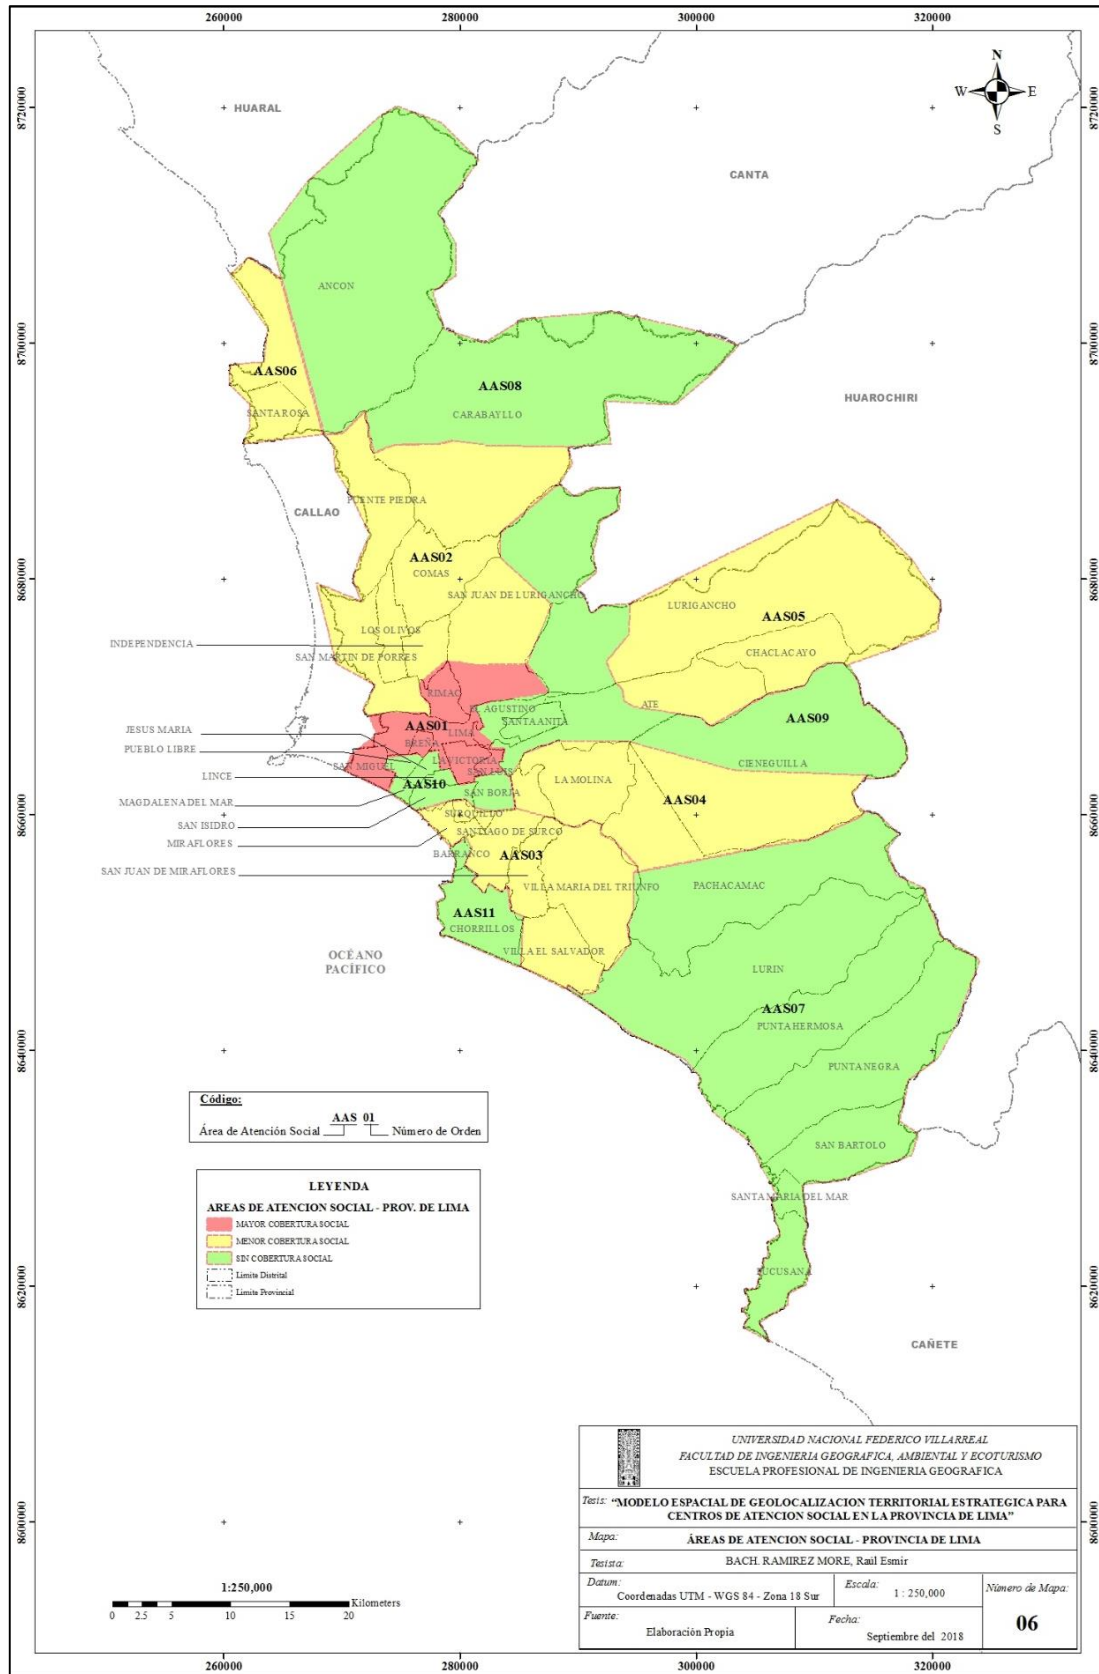 260000
280000
300000
320000
8720000
8720000
HUARAL
N
W
E
S
CANTA
ANCON
8700000
8700000
AAS06
SANTA ROSA
AAS08
CARABAYLLO
HUAROCHIRI
PUENTE PIEDRA
CALLAO
AAS02
COMAS
8680000
8680000
SAN JUAN DE LURIGANCHO
LURIGANCHO
AAS05
LOS OLIVOS
INDEPENDENCIA
CHACLACAYO
SAN MARTIN DE PORRES
RIMAC
ATE
EL AGUSTINO
SANTA ANITA
AAS09
AAS01
LIMA
JESUS MARIA
BREÑA
PUEBLO LIBRE
LA VICTORIA
CIENEGUILLA
SAN MIGUEL
SAN LUIS
LINCE
AAS10
LA MOLINA
SAN BORJA
MAGDALENA DEL MAR
AAS04
8660000
8660000
SURQUILLO
SAN ISIDRO
SANTIAGO DE SURCO
MIRAFLORES
BARRANCO
AAS03
SAN JUAN DE MIRAFLORES
VILLA MARIA DEL TRIUNFO
PACHACAMAC
AAS11
CHORRILLOS
VILLA EL SALVADOR
OCÉANO
PACÍFICO
LURIN
AAS07
PUNTA HERMOSA
8640000
8640000
PUNTA NEGRA
SAN BARTOLO
SANTA MARIA DEL MAR
PUCUSANA
8620000
8620000
CAÑETE
Código:
AAS 01
Área de Atención Social
Número de Orden
LEYENDA
AREAS DE ATENCION SOCIAL - PROV. DE LIMA
MAYOR COBERTURA SOCIAL
MENOR COBERTURA SOCIAL
SIN COBERTURA SOCIAL
Limite Distrital
Limite Provincial
8600000
8600000
UNIVERSIDAD NACIONAL FEDERICO VILLARREAL
FACULTAD DE INGENIERIA GEOGRAFICA, AMBIENTAL Y ECOTURISMO
ESCUELA PROFESIONAL DE INGENIERIA GEOGRAFICA
Tesis: "MODELO ESPACIAL DE GEOLOCALIZACION TERRITORIAL ESTRATEGICA PARA
CENTROS DE ATENCION SOCIAL EN LA PROVINCIA DE LIMA"
Mapa: ÁREAS DE ATENCION SOCIAL - PROVINCIA DE LIMA
Tesista: BACH. RAMIREZ MORE, Raúl Esmir
Datum:
Coordenadas UTM - WGS 84 - Zona 18 Sur
Escala:
1 : 250,000
Número de Mapa:
06
Fuente:
Elaboración Propia
Fecha:
Septiembre del 2018
1:250,000
Kilometers
0 2.5 5 10 15 20
260000
280000
300000
320000